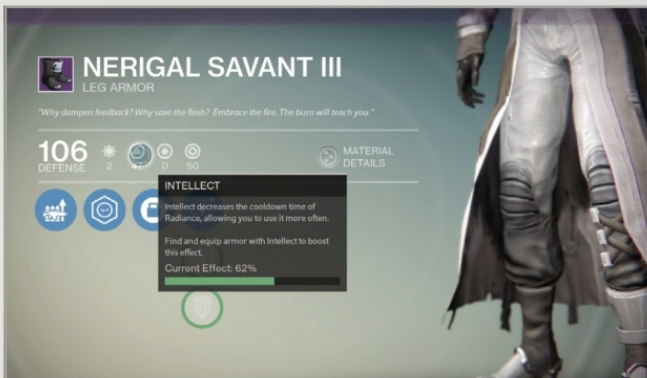 NERIGAL SAVANT III
LEG ARMOR
"Why dampen feedback? Why save the flesh? Embrace the fire. The burn will teach you."
106
DEFENSE
2
0
50
MATERIAL
DETAILS
INTELLECT
Intellect decreases the cooldown time of
Radiance, allowing you to use it more often.
Find and equip armor with Intellect to boost
this effect.
Current Effect: 62%